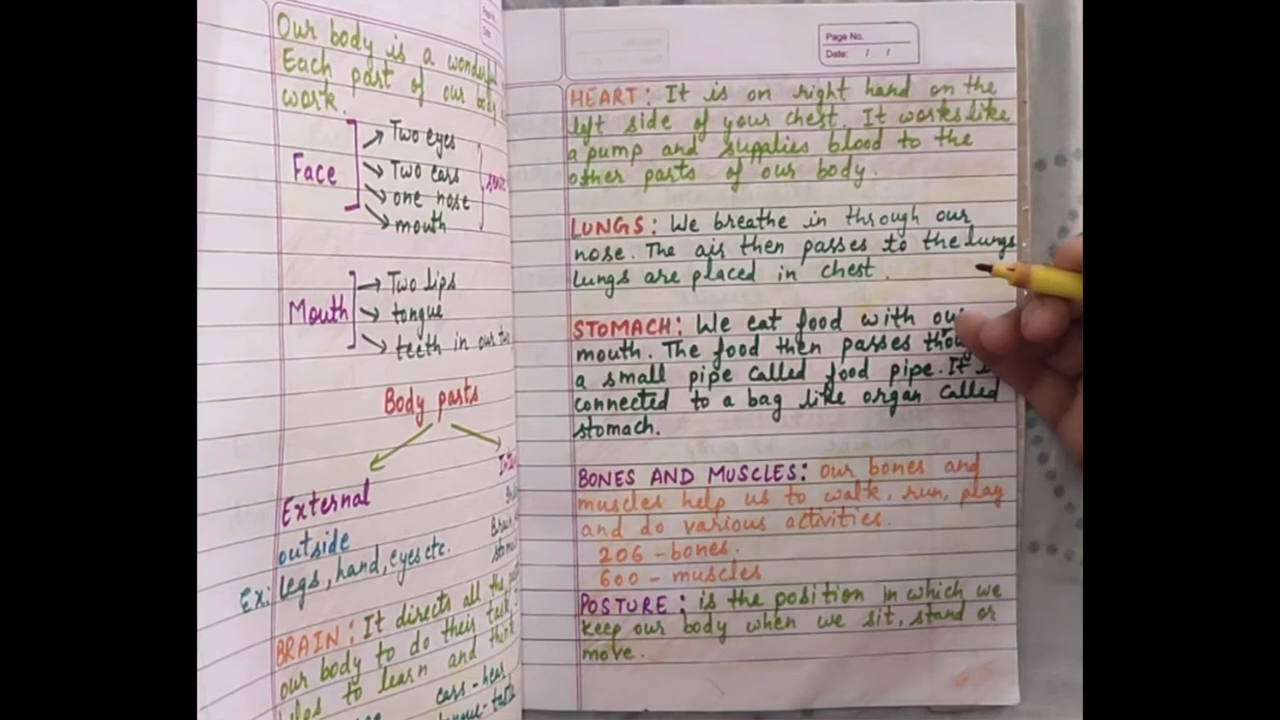 Our body is a wonderful
Each part of our body
work.
Face
Two eyes
Two ears
one nose
mouth
Mouth
Two lips
tongue
teeth in our
Body parts
External
outside
Ex: legs, hand, eyes etc.
BRAIN: It directs all the
our body to do their task.
to learn and think
ears - hear
Page No.
Date: / /
HEART: It is on right hand on the
left side of your chest. It works like
a pump and supplies blood to the
other parts of our body.
LUNGS: We breathe in through our
nose. The air then passes to the lungs
lungs are placed in chest.
STOMACH: We eat food with our
mouth. The food then passes
a small pipe called food pipe. It
connected to a bag like organ called
stomach.
BONES AND MUSCLES: our bones and
muscles help us to walk, run, play
and do various activities.
206 - bones.
600 - muscles
POSTURE: is the position in which we
keep our body when we sit, stand or
move.